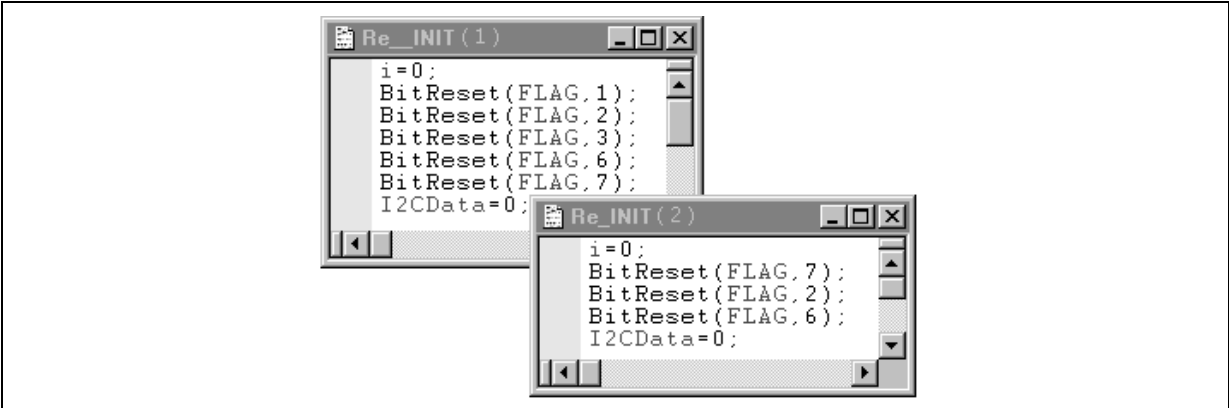 Re__INIT(1)
i=0;
BitReset(FLAG,1);
BitReset(FLAG,2);
BitReset(FLAG,3);
BitReset(FLAG,6);
BitReset(FLAG,7);
I2CData=0;
Re_INIT(2)
i=0;
BitReset(FLAG,7);
BitReset(FLAG,2);
BitReset(FLAG,6);
I2CData=0;